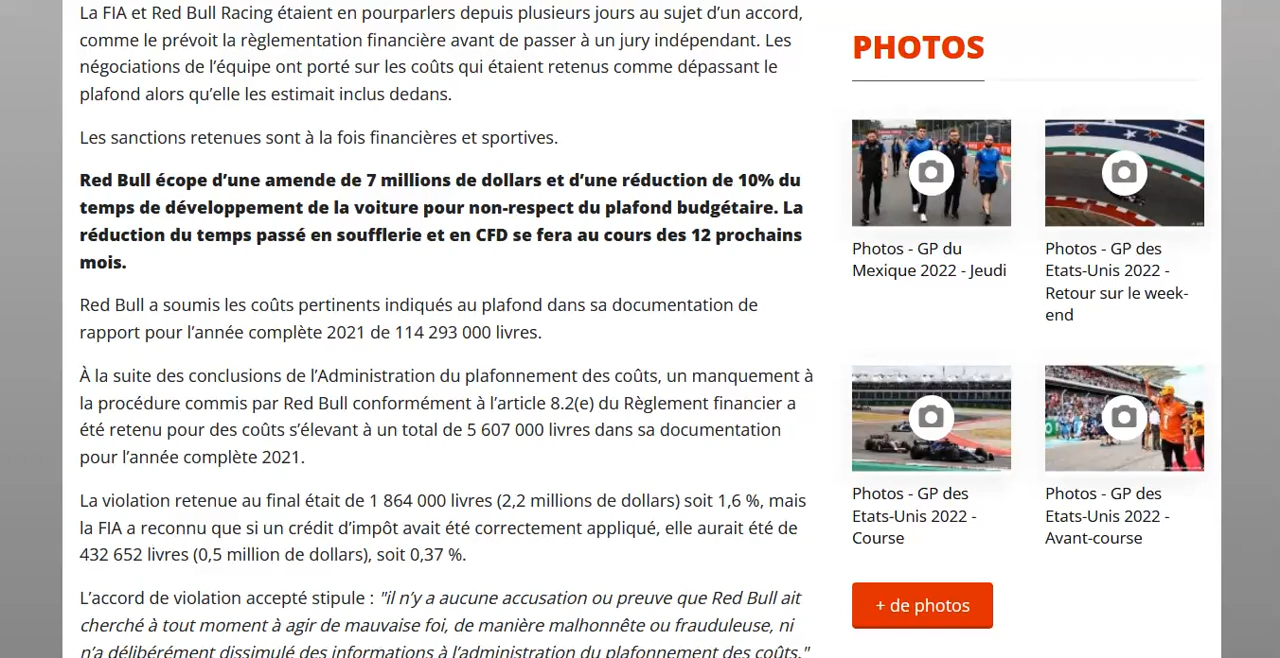 La FIA et Red Bull Racing étaient en pourparlers depuis plusieurs jours au sujet d’un accord,
comme le prévoit la règlementation financière avant de passer à un jury indépendant. Les
négociations de l’équipe ont porté sur les coûts qui étaient retenus comme dépassant le
plafond alors qu’elle les estimait inclus dedans.
Les sanctions retenues sont à la fois financières et sportives.
Red Bull écope d’une amende de 7 millions de dollars et d’une réduction de 10% du
temps de développement de la voiture pour non-respect du plafond budgétaire. La
réduction du temps passé en soufflerie et en CFD se fera au cours des 12 prochains
mois.
Red Bull a soumis les coûts pertinents indiqués au plafond dans sa documentation de
rapport pour l’année complète 2021 de 114 293 000 livres.
À la suite des conclusions de l’Administration du plafonnement des coûts, un manquement à
la procédure commis par Red Bull conformement à l’article 8.2(e) du Règlement financier a
été retenu pour des coûts s’élevant à un total de 5 607 000 livres dans sa documentation
pour l’année complète 2021.
La violation retenue au final était de 1 864 000 livres (2,2 millions de dollars) soit 1,6 %, mais
la FIA a reconnu que si un crédit d’impôt avait été correctement appliqué, elle aurait été de
432 652 livres (0,5 million de dollars), soit 0,37 %.
L’accord de violation accepté stipule : "il n’y a aucune accusation ou preuve que Red Bull ait
cherché à tout moment à agir de mauvaise foi, de manière malhonnête ou frauduleuse, ni
n’a délibérément dissimulé des informations à l’administration du plafonnement des coûts."
PHOTOS
Photos - GP du
Mexique 2022 - Jeudi
Photos - GP des
Etats-Unis 2022 -
Retour sur le week-
end
Photos - GP des
Etats-Unis 2022 -
Course
Photos - GP des
Etats-Unis 2022 -
Avant-course
+ de photos